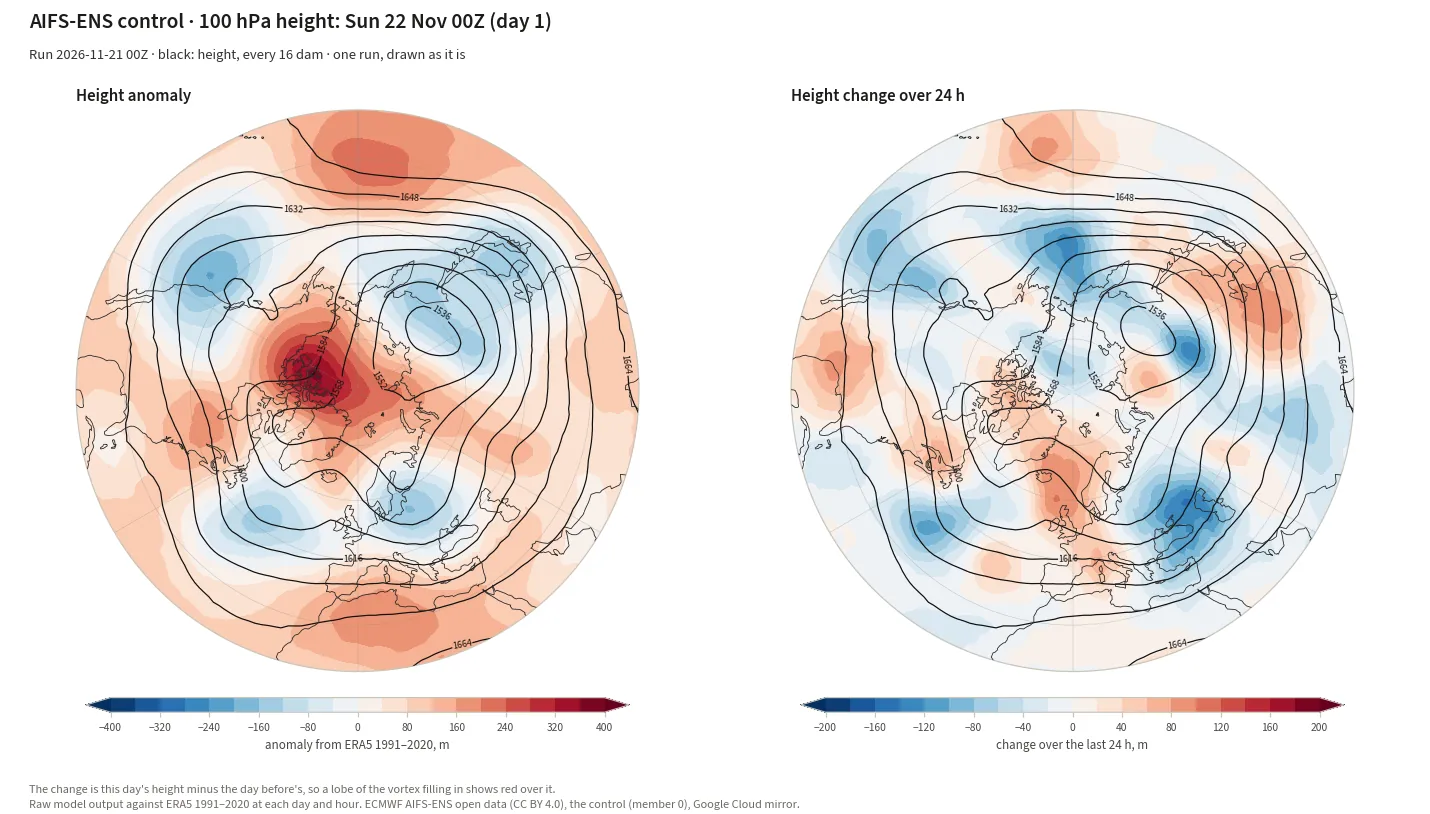 AIFS-ENS control · 100 hPa height: Sun 22 Nov 00Z (day 1)
Run 2026-11-21 00Z · black: height, every 16 dam · one run, drawn as it is
Height anomaly
Height change over 24 h
1648
1632
1536
1584
1552
1568
1664
1600
1616
1664
1648
1632
1536
1584
1552
1568
1664
1600
1616
1664
−400 −320 −240 −160 −80 0 80 160 240 320 400
anomaly from ERA5 1991–2020, m
−200 −160 −120 −80 −40 0 40 80 120 160 200
change over the last 24 h, m
The change is this day's height minus the day before's, so a lobe of the vortex filling in shows red over it.
Raw model output against ERA5 1991–2020 at each day and hour. ECMWF AIFS-ENS open data (CC BY 4.0), the control (member 0), Google Cloud mirror.